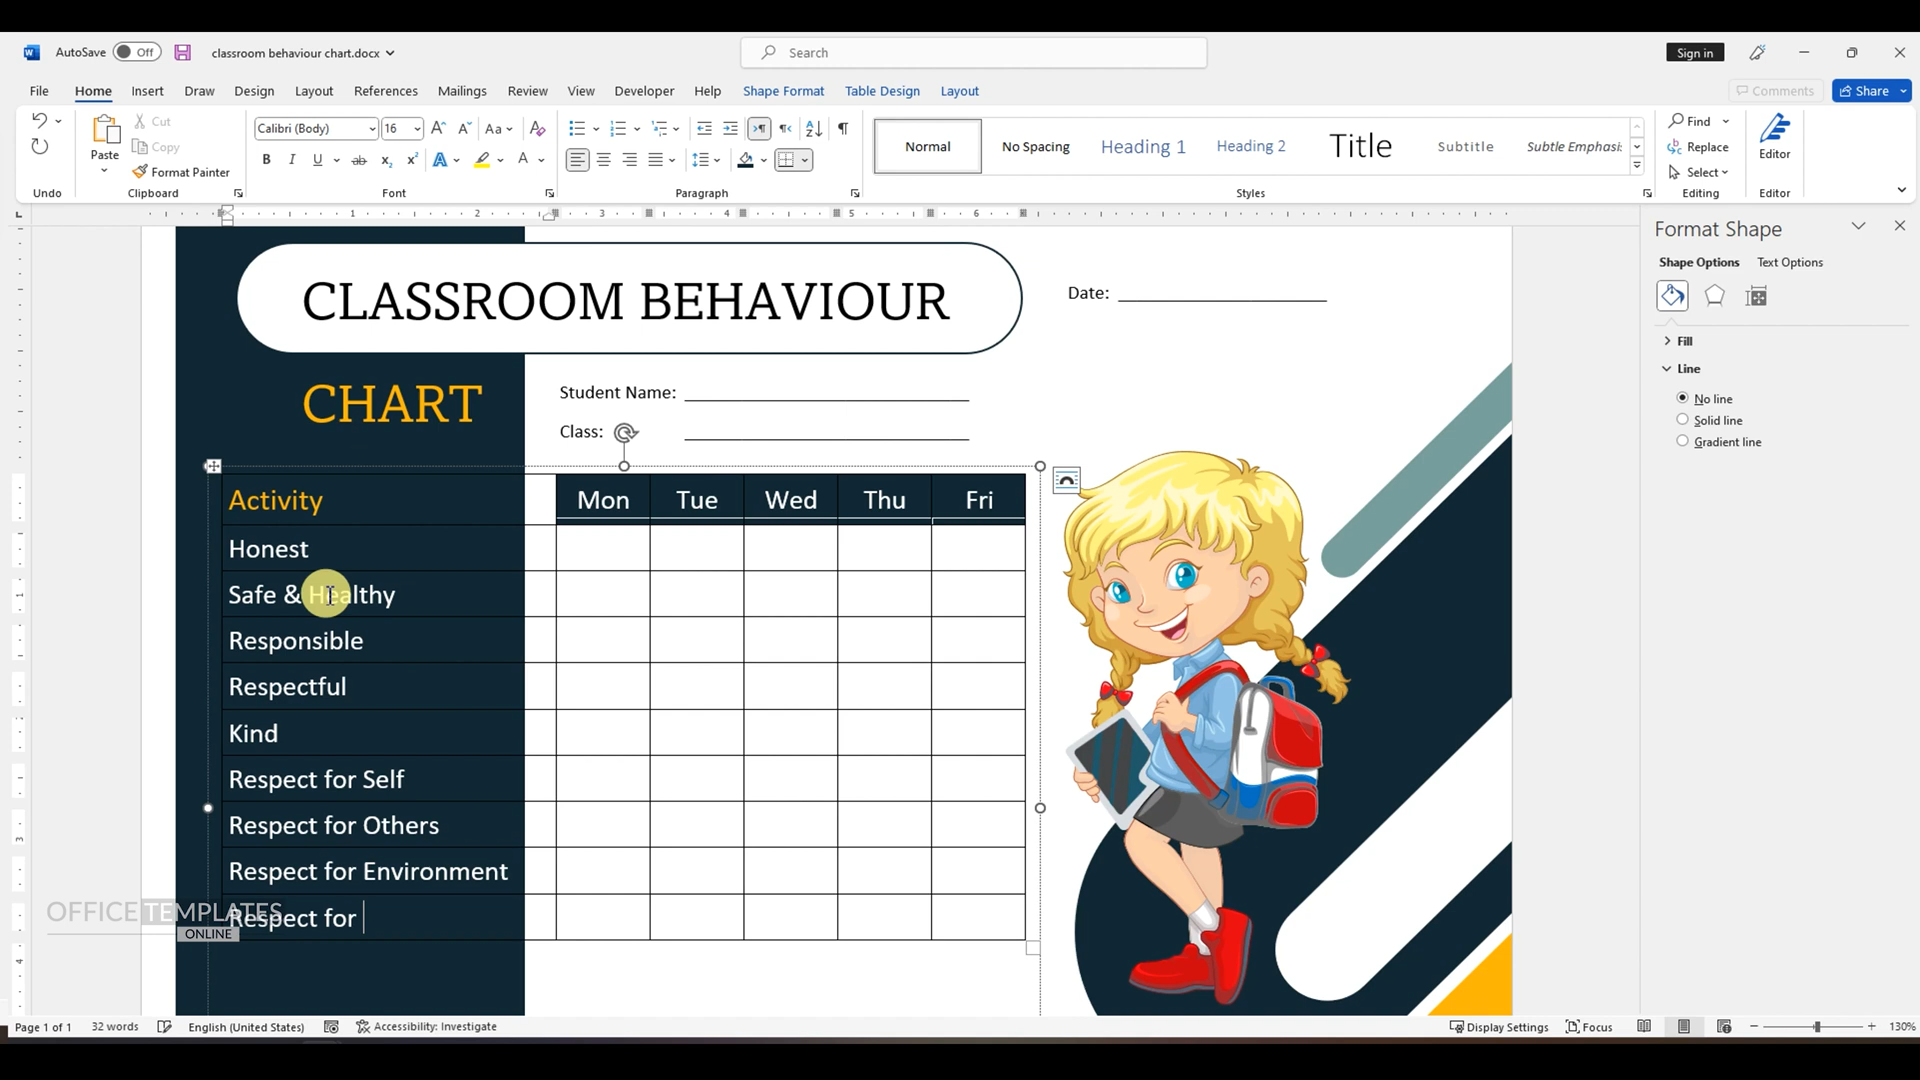 AutoSave Off classroom behaviour chart.docx Search Sign in
File Home Insert Draw Design Layout References Mailings Review View Developer Help Shape Format Table Design Layout Comments Share
Paste Cut Copy Format Painter
Calibri (Body) 16
Normal No Spacing Heading 1 Heading 2 Title Subtitle Subtle Emphasi
Find Replace Select
Editor
Undo Clipboard Font Paragraph Styles Editing Editor
1 2 3 4 5 6
Format Shape
Shape Options Text Options
Fill
Line
No line
Solid line
Gradient line
CLASSROOM BEHAVIOUR
CHART
Date:
Student Name:
Class:
Activity Mon Tue Wed Thu Fri
Honest
Safe & Healthy
Responsible
Respectful
Kind
Respect for Self
Respect for Others
Respect for Environment
Respect for
OFFICE TEMPLATES
ONLINE
Page 1 of 1 32 words English (United States) Accessibility: Investigate Display Settings Focus 130%